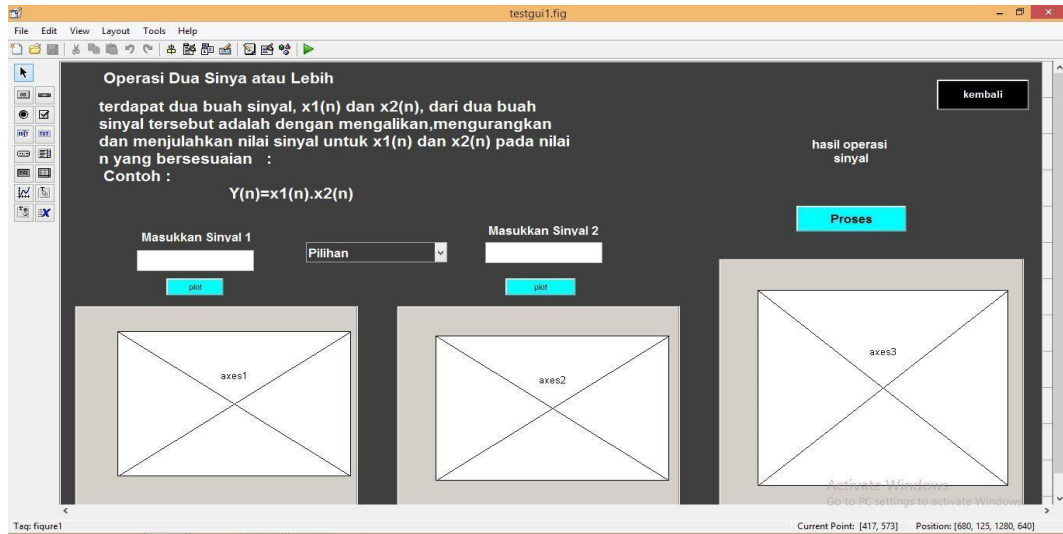 testgui1.fig
File Edit View Layout Tools Help
Operasi Dua Sinya atau Lebih
kembali
terdapat dua buah sinyal, x1(n) dan x2(n), dari dua buah
sinyal tersebut adalah dengan mengalikan,mengurangkan
dan menjulahkan nilai sinyal untuk x1(n) dan x2(n) pada nilai
n yang bersesuaian :
Contoh :
Y(n)=x1(n).x2(n)
hasil operasi
sinyal
Proses
Masukkan Sinyal 1
Pilihan
Masukkan Sinyal 2
plot
plot
axes1
axes2
axes3
Activate Windows
Go to PC settings to activate Windows
Tag: figure1
Current Point: [417, 573]
Position: [680, 125, 1280, 640]